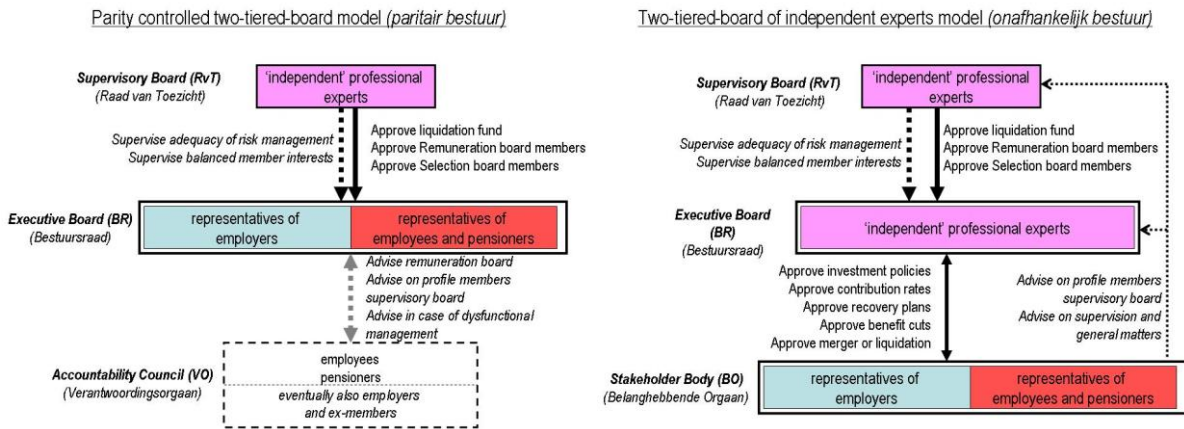 Parity controlled two-tiered-board model (paritair bestuur)
Supervisory Board (RvT)
(Raad van Toezicht)
'independent' professional
experts
Supervise adequacy of risk management
Supervise balanced member interests
Approve liquidation fund
Approve Remuneration board members
Approve Selection board members
Executive Board (BR)
(Bestuursraad)
representatives of
employers
representatives of
employees and pensioners
Advise remuneration board
Advise on profile members
supervisory board
Advise in case of dysfunctional
management
Accountability Council (VO)
(Verantwoordingsorgaan)
employees
pensioners
eventually also employers
and ex-members
Two-tiered-board of independent experts model (onafhankelijk bestuur)
Supervisory Board (RvT)
(Raad van Toezicht)
'independent' professional
experts
Supervise adequacy of risk management
Supervise balanced member interests
Approve liquidation fund
Approve Remuneration board members
Approve Selection board members
Executive Board
(BR)
(Bestuursraad)
'independent' professional experts
Approve investment policies
Approve contribution rates
Approve recovery plans
Approve benefit cuts
Approve merger or liquidation
Advise on profile members
supervisory board
Advise on supervision and
general matters
Stakeholder Body (BO)
(Belanghebbende Orgaan)
representatives of
employers
representatives of
employees and pensioners